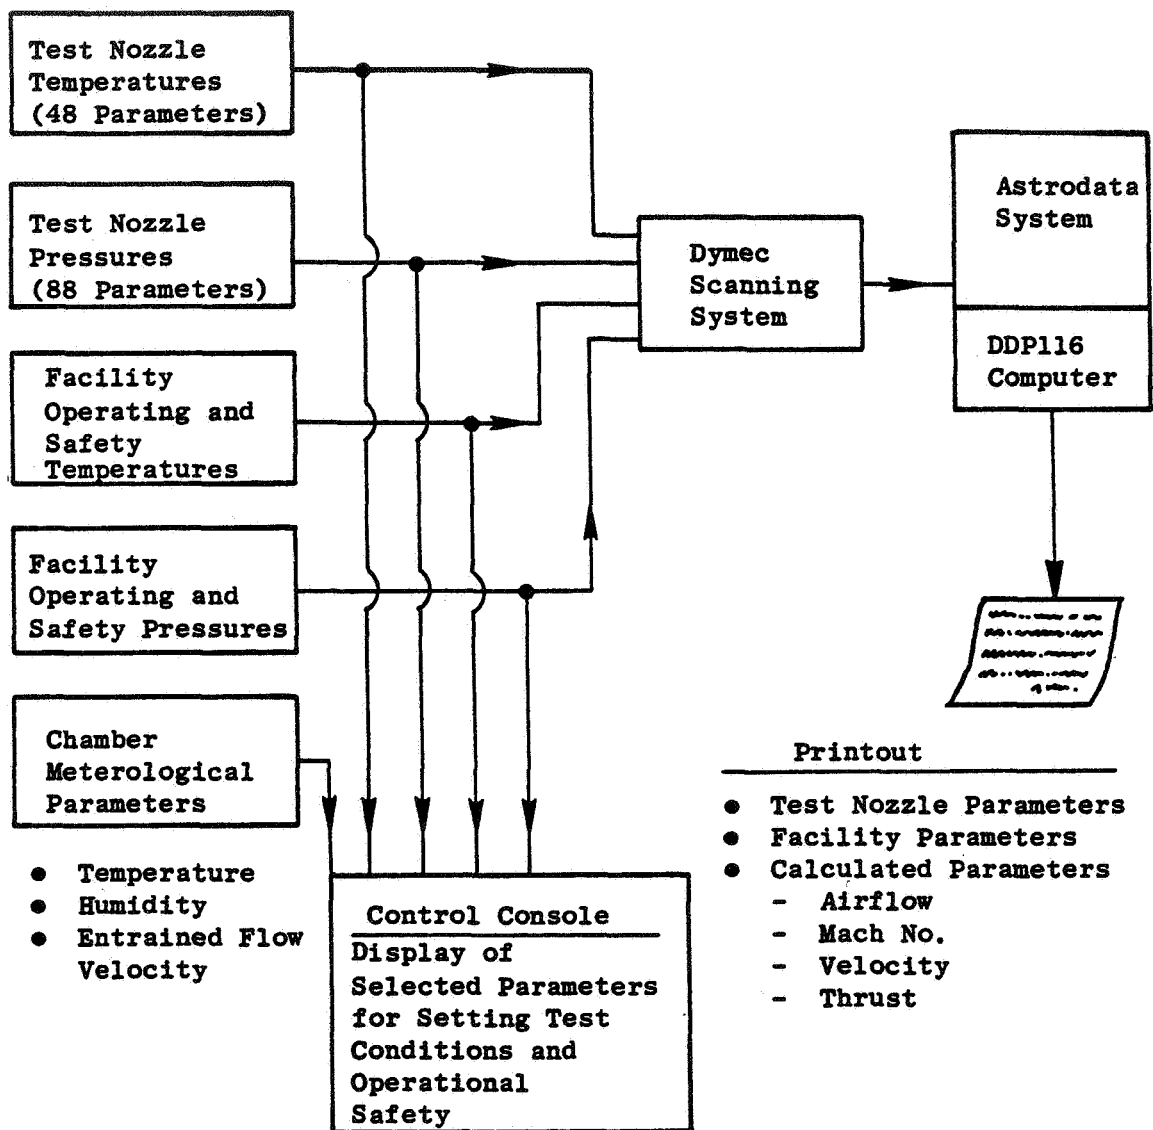 Test Nozzle
Temperatures
(48 Parameters)
Test Nozzle
Pressures
(88 Parameters)
Facility
Operating and
Safety
Temperatures
Facility
Operating and
Safety Pressures
Chamber
Meterological
Parameters
● Temperature
● Humidity
● Entrained Flow
Velocity
Dymec
Scanning
System
Astrodata
System
DDP116
Computer
Control Console
Display of
Selected Parameters
for Setting Test
Conditions and
Operational
Safety
Printout
● Test Nozzle Parameters
● Facility Parameters
● Calculated Parameters
- Airflow
- Mach No.
- Velocity
- Thrust